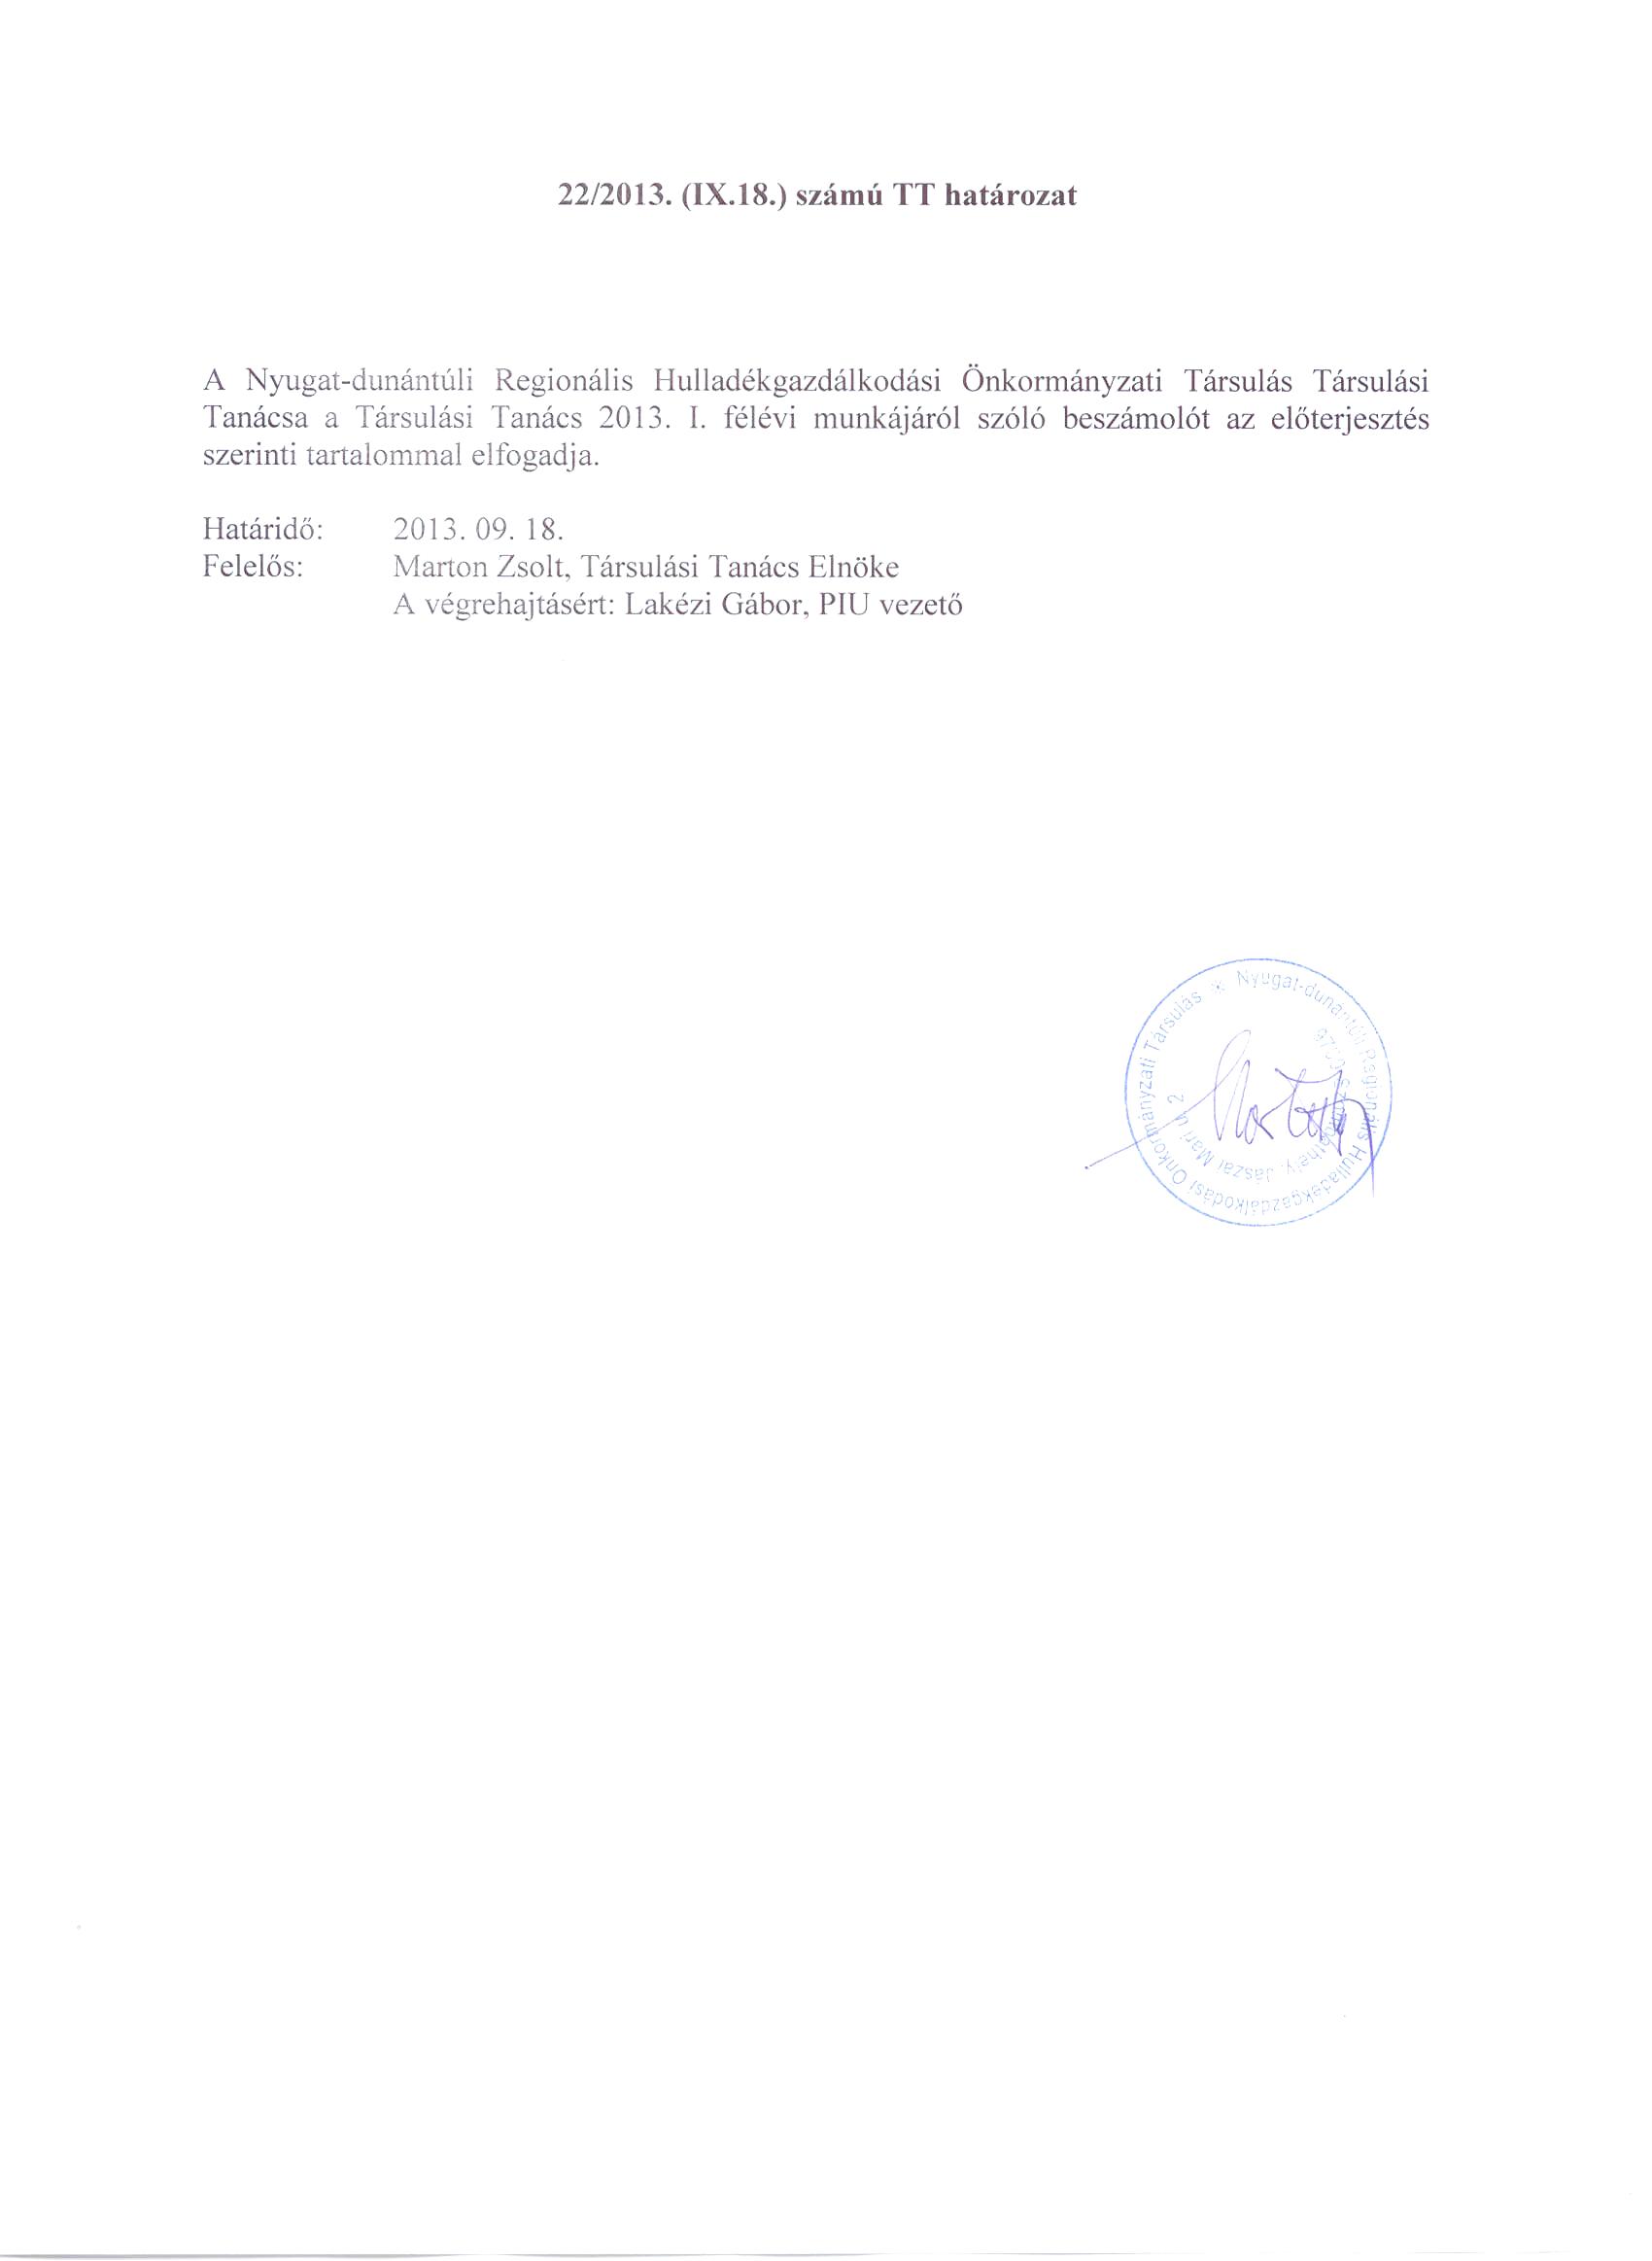 22/2013. (IX.18.) számú TT határozat
A Nyugat-dunántúli Regionális Hulladékgazdálkodási Önkormányzati Társulás Társulási
Tanácsa a Társulási Tanács 2013. I. félévi munkájáról szóló beszámolót az előterjesztés
szerinti tartalommal elfogadja.
Határidő: 2013. 09. 18.
Felelős: Marton Zsolt, Társulási Tanács Elnöke
A végrehajtásért: Lakézi Gábor, PIU vezető
Nyugat-dunántúli Regionális Hulladékgazdálkodási Önkormányzati Társulás
Jászai Mari u 2